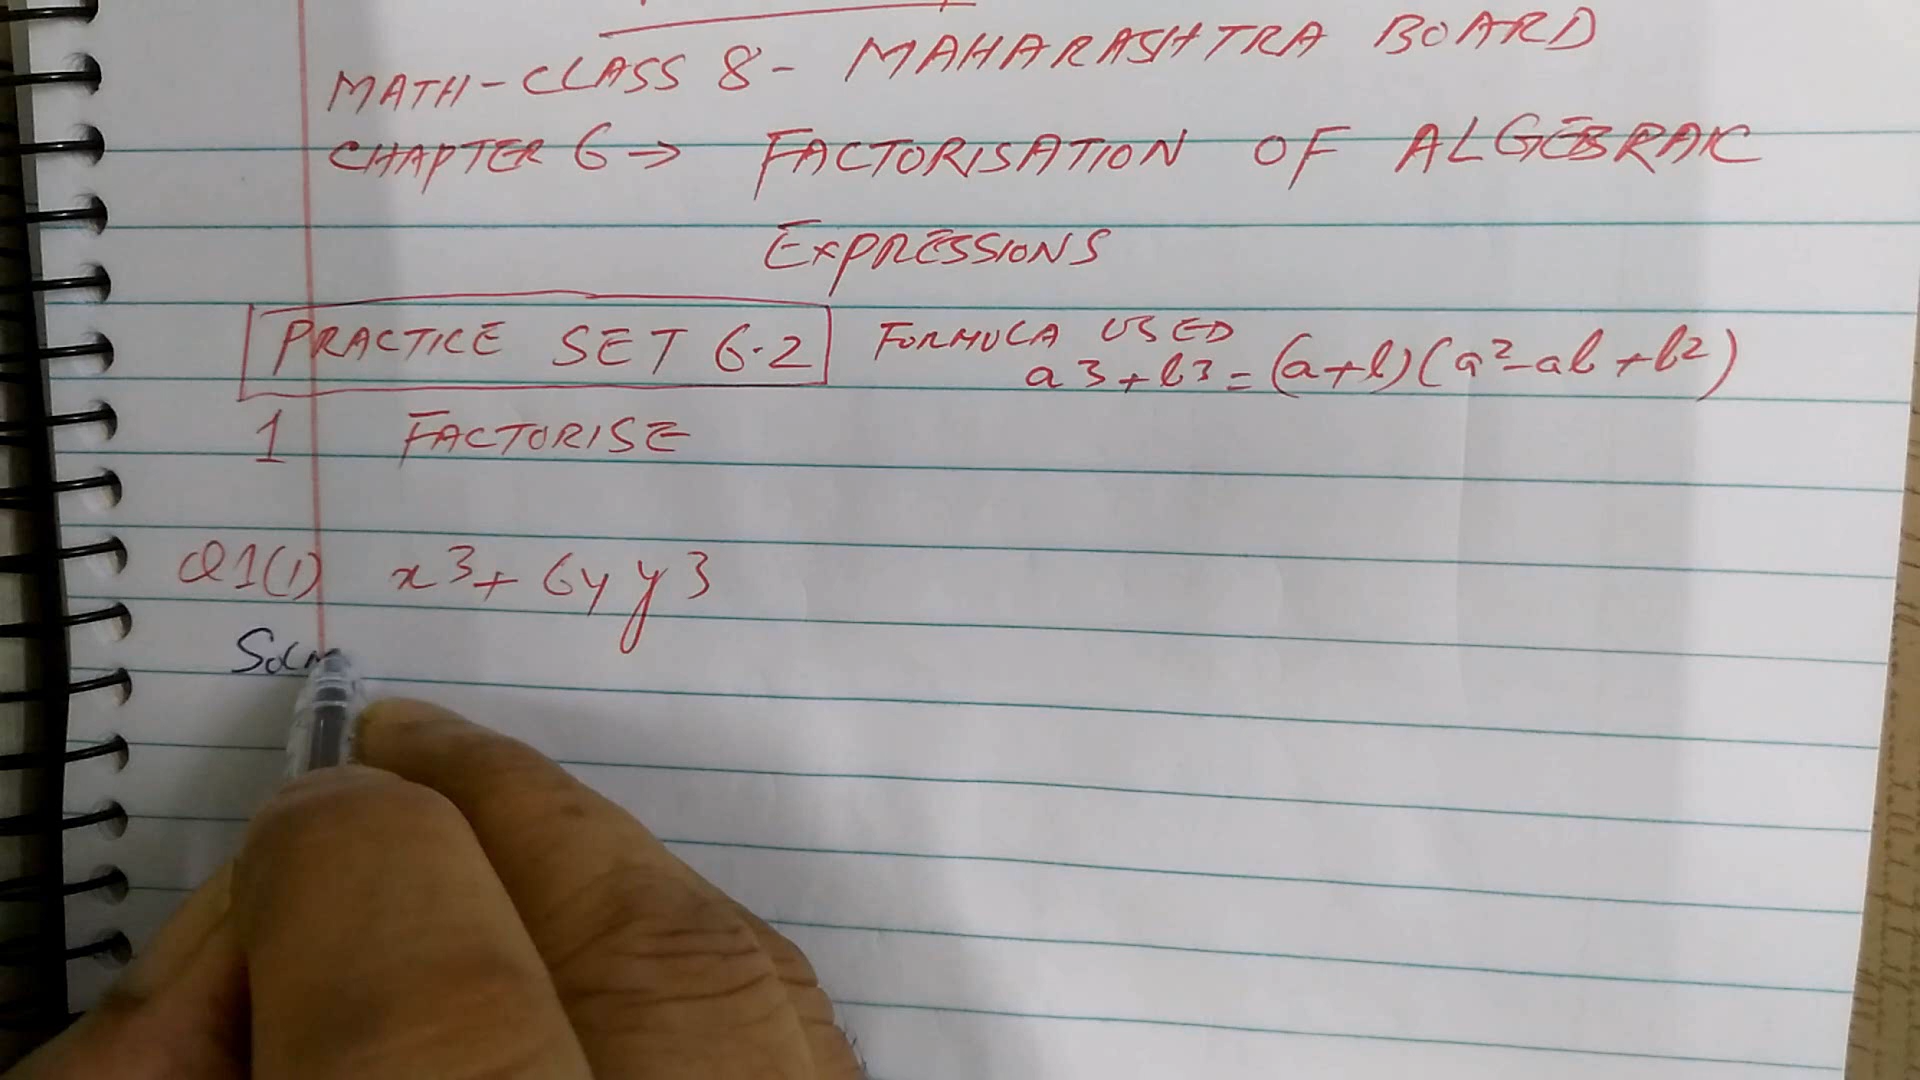 MATH-CLASS 8- MAHARASHTRA BOARD
CHAPTER 6 → FACTORISATION OF ALGEBRAIC
EXPRESSIONS
PRACTICE SET 6.2 FORMULA USED
a3+b3=(a+b)(a2-ab+b2)
1 FACTORISE
Q1(1) x3+64y3
Soln